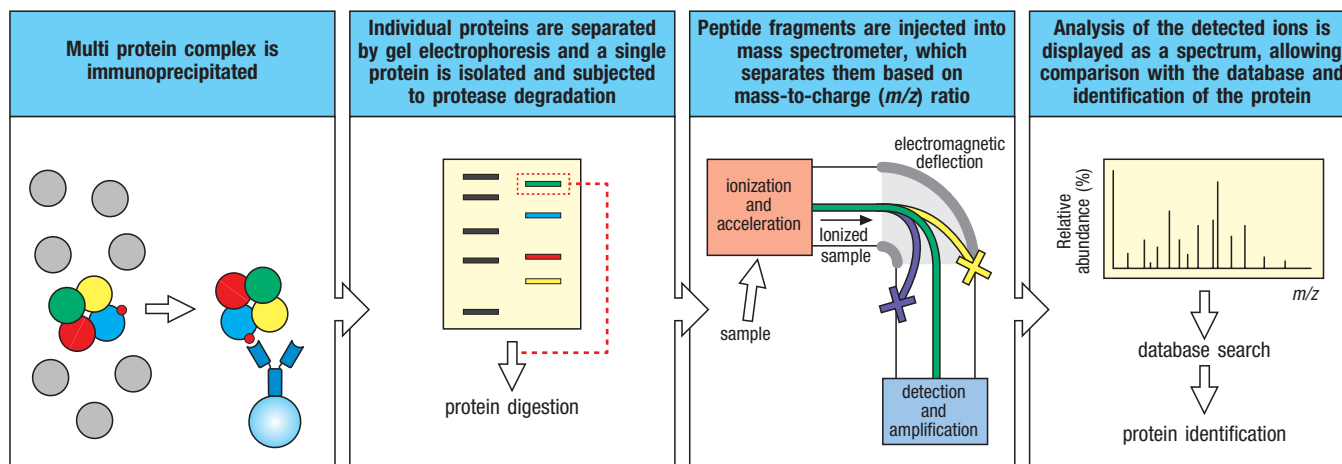 Multi protein complex is
immunoprecipitated
Individual proteins are separated
by gel electrophoresis and a single
protein is isolated and subjected
to protease degradation
protein digestion
Peptide fragments are injected into
mass spectrometer, which
separates them based on
mass-to-charge (m/z) ratio
electromagnetic
deflection
ionization
and
acceleration
Ionized
sample
sample
detection
and
amplification
Analysis of the detected ions is
displayed as a spectrum, allowing
comparison with the database and
identification of the protein
Relative
abundance (%)
m/z
database search
protein identification